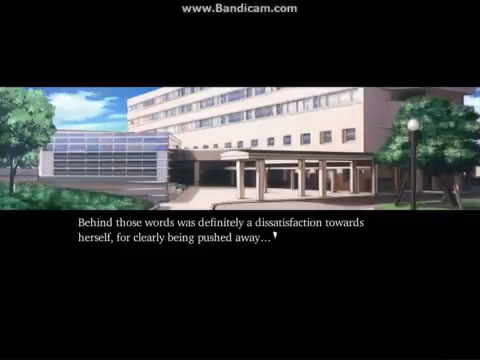 www.Bandicam.com
Behind those words was definitely a dissatisfaction towards
herself, for clearly being pushed away...